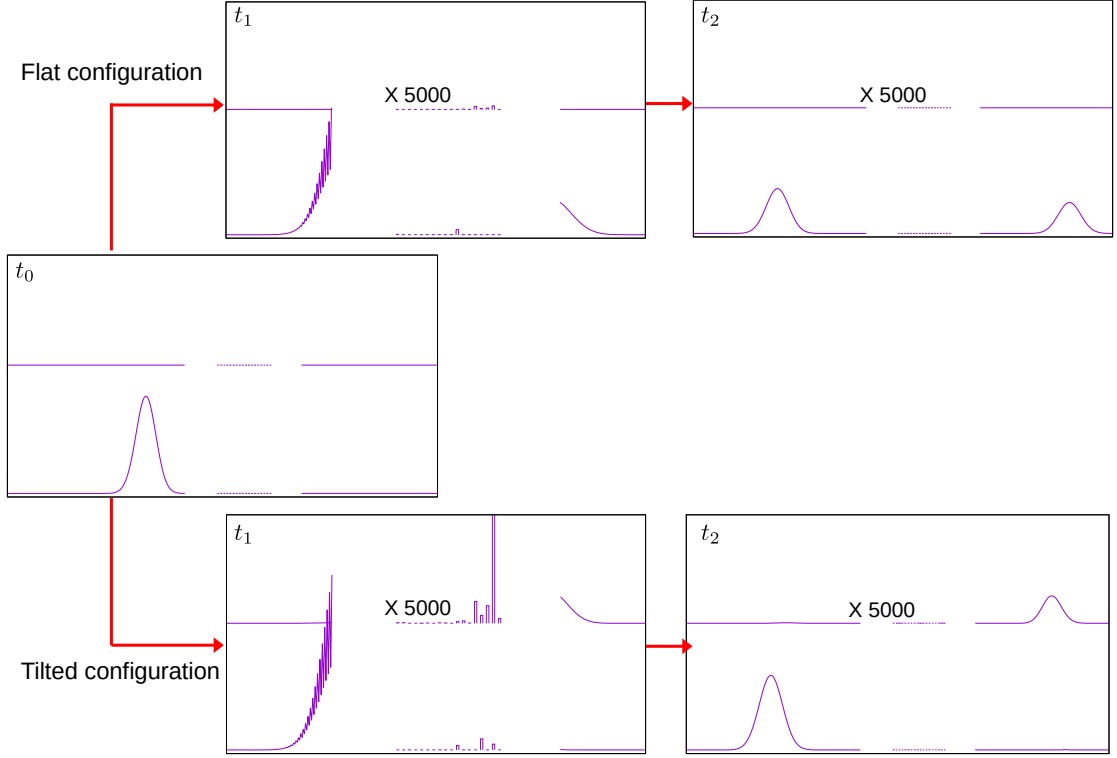 t₁
t₂
Flat configuration
X 5000
X 5000
t₀
t₁
t₂
X 5000
X 5000
Tilted configuration